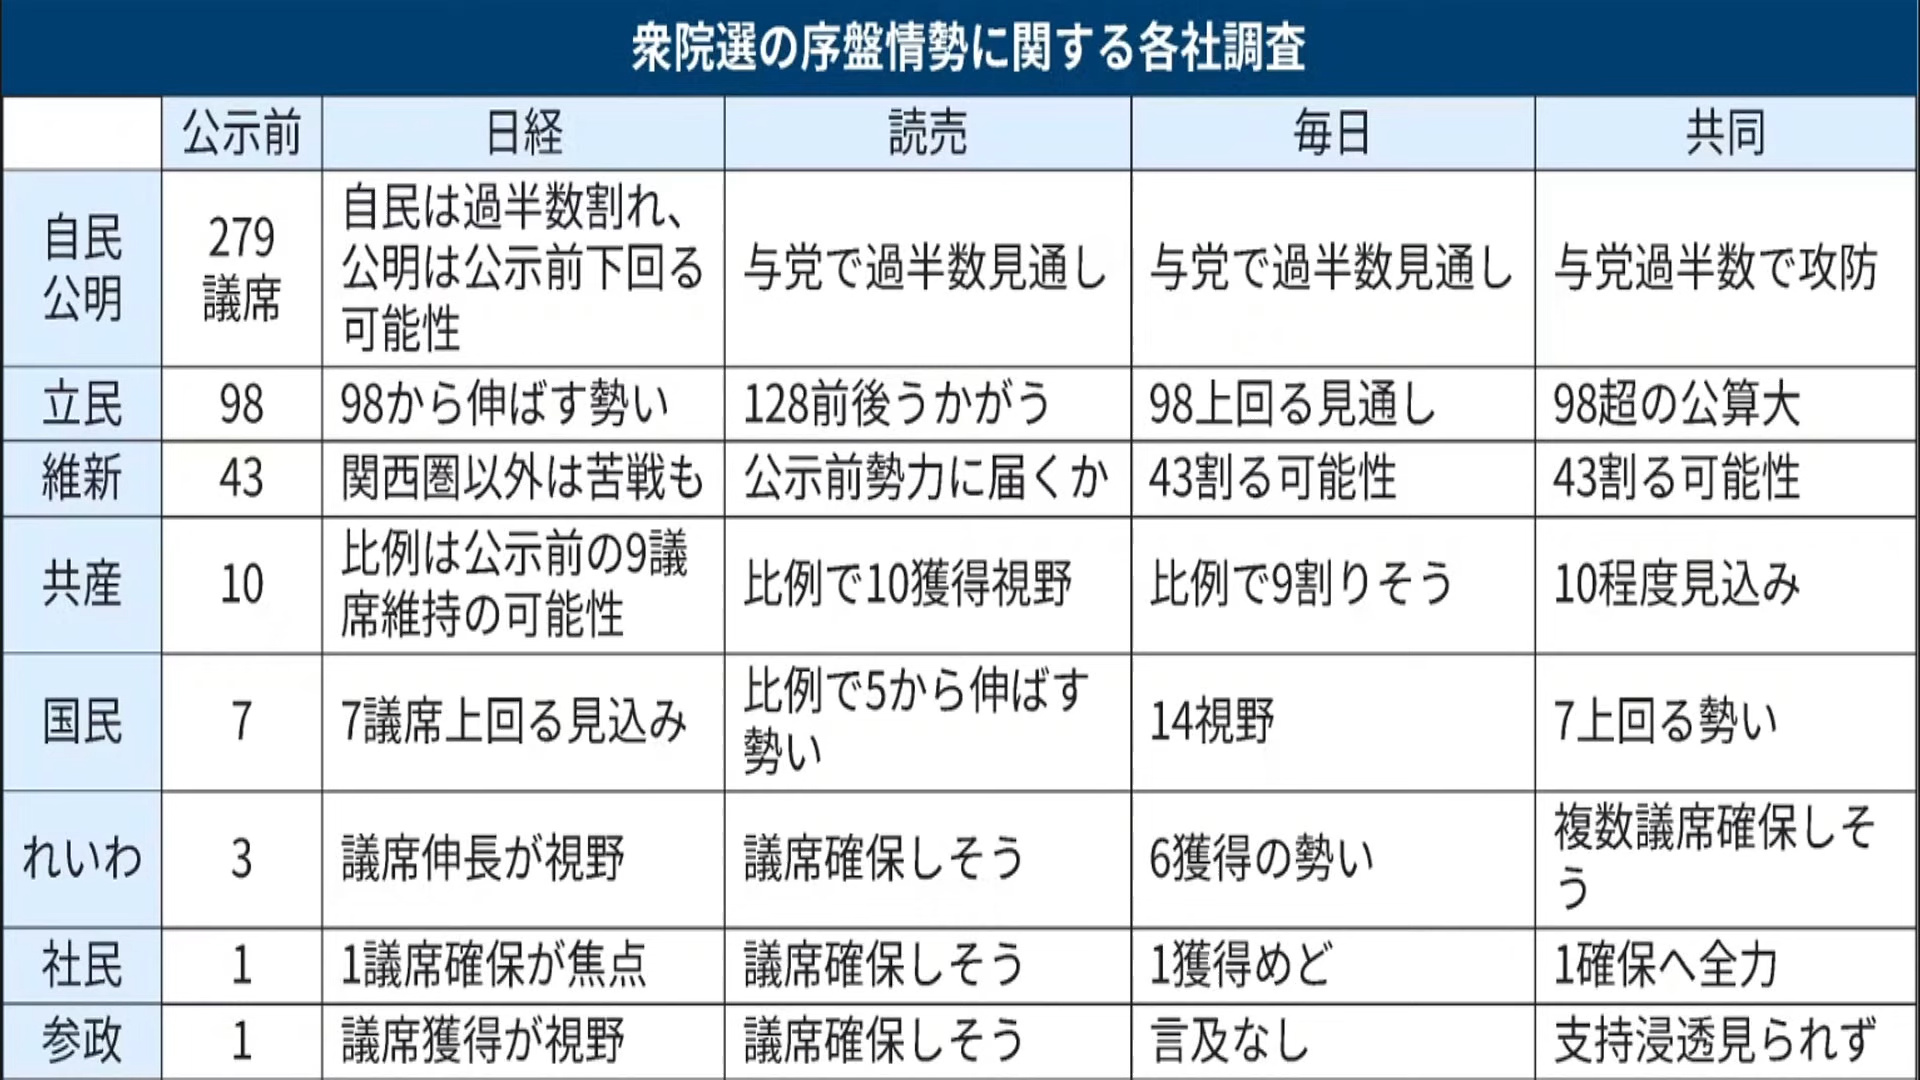 衆院選の序盤情勢に関する各社調査
公示前
日経
読売
毎日
共同
自民
公明
279
議席
自民は過半数割れ、
公明は公示前下回る
可能性
与党で過半数見通し
与党で過半数見通し
与党過半数で攻防
立民
98
98から伸ばす勢い
128前後うかがう
98上回る見通し
98超の公算大
維新
43
関西圏以外は苦戦も
公示前勢力に届くか
43割る可能性
43割る可能性
共産
10
比例は公示前の9議
席維持の可能性
比例で10獲得視野
比例で9割りそう
10程度見込み
国民
7
7議席上回る見込み
比例で5から伸ばす
勢い
14視野
7上回る勢い
れいわ
3
議席伸長が視野
議席確保しそう
6獲得の勢い
複数議席確保しそ
う
社民
1
1議席確保が焦点
議席確保しそう
1獲得めど
1確保へ全力
参政
1
議席獲得が視野
議席確保しそう
言及なし
支持浸透見られず